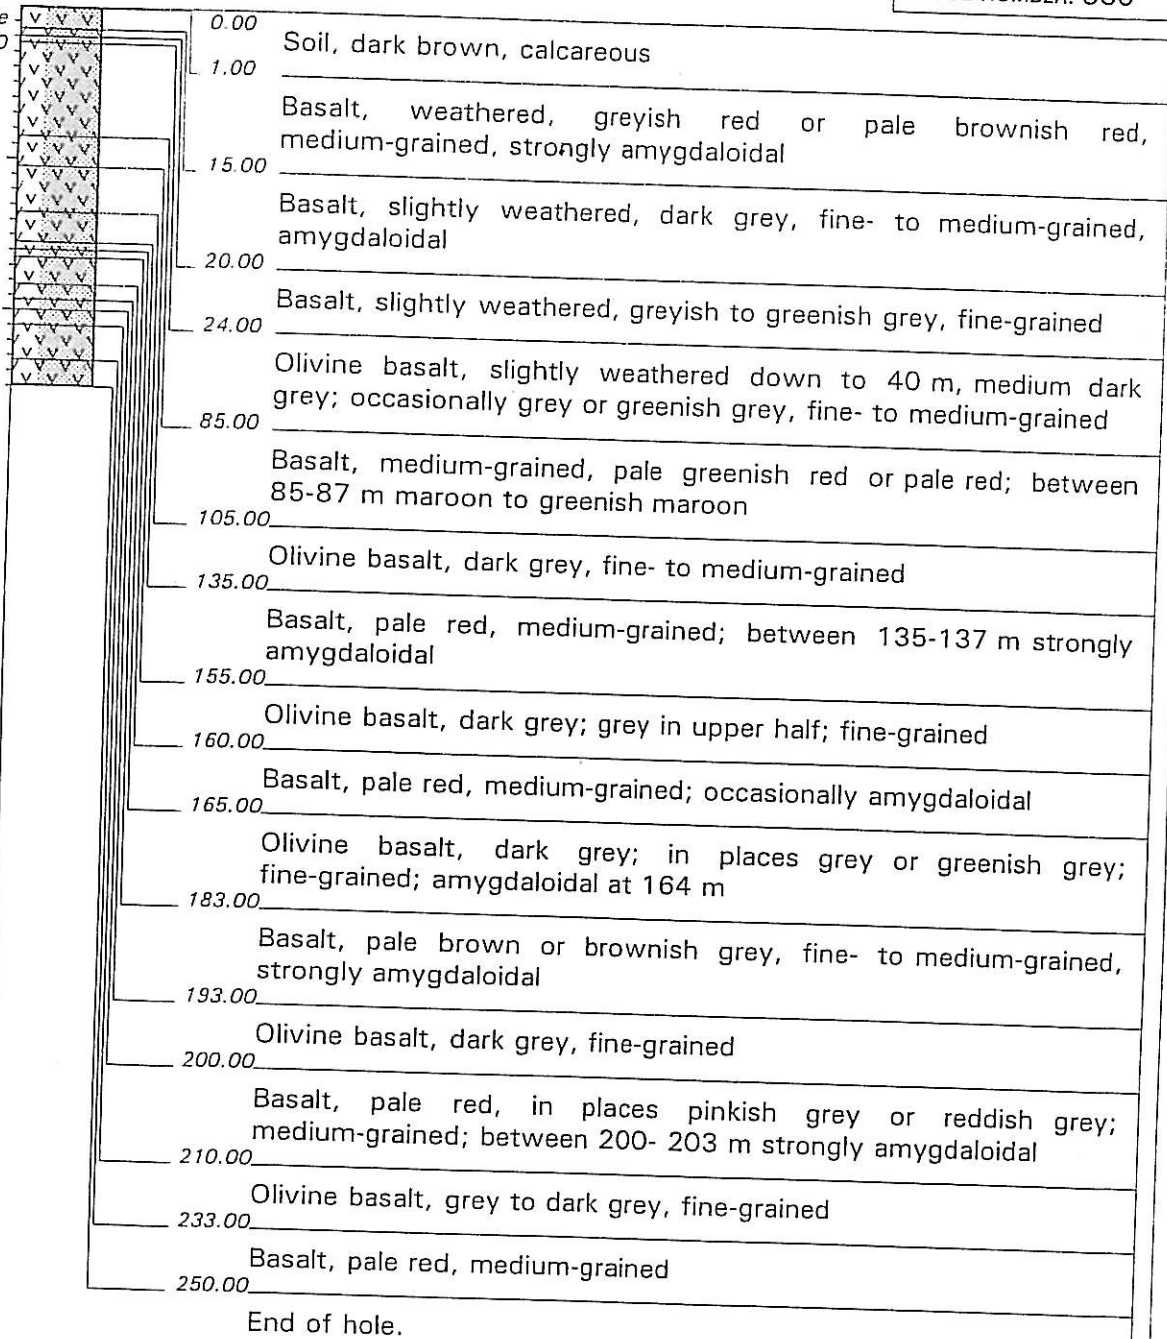 0.00
Soil, dark brown, calcareous
1.00
Basalt, weathered, greyish red or pale brownish red,
medium-grained, strongly amygdaloidal
15.00
Basalt, slightly weathered, dark grey, fine- to medium-grained,
amygdaloidal
20.00
Basalt, slightly weathered, greyish to greenish grey, fine-grained
24.00
Olivine basalt, slightly weathered down to 40 m, medium dark
grey; occasionally grey or greenish grey, fine- to medium-grained
85.00
Basalt, medium-grained, pale greenish red or pale red; between
85-87 m maroon to greenish maroon
105.00
Olivine basalt, dark grey, fine- to medium-grained
135.00
Basalt, pale red, medium-grained; between 135-137 m strongly
amygdaloidal
155.00
Olivine basalt, dark grey; grey in upper half; fine-grained
160.00
Basalt, pale red, medium-grained; occasionally amygdaloidal
165.00
Olivine basalt, dark grey; in places grey or greenish grey;
fine-grained; amygdaloidal at 164 m
183.00
Basalt, pale brown or brownish grey, fine- to medium-grained,
strongly amygdaloidal
193.00
Olivine basalt, dark grey, fine-grained
200.00
Basalt, pale red, in places pinkish grey or reddish grey;
medium-grained; between 200- 203 m strongly amygdaloidal
210.00
Olivine basalt, grey to dark grey, fine-grained
233.00
Basalt, pale red, medium-grained
250.00
End of hole.